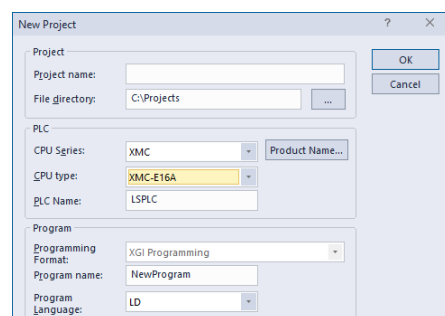 New Project
? ×
Project
Project name:
OK
File directory: C:\Projects ... Cancel
PLC
CPU Series: XMC Product Name...
CPU type: XMC-E16A
PLC Name: LSPLC
Program
Programming Format: XGI Programming
Program name: NewProgram
Program Language: LD